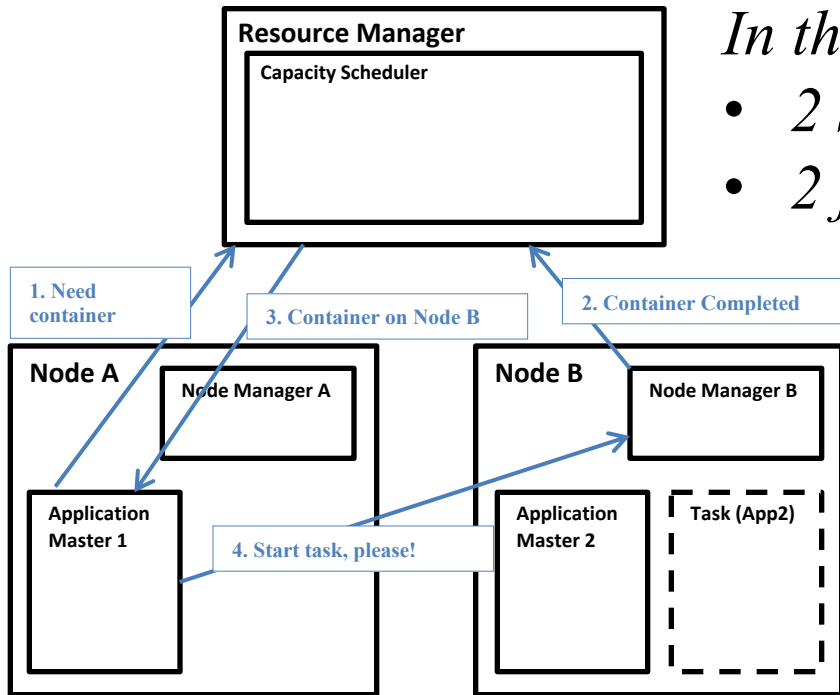 Resource Manager
Capacity Scheduler
In th
• 2
• 2
1. Need
container
3. Container on Node B
2. Container Completed
Node A
Node Manager A
Node B
Node Manager B
Application
Master 1
4. Start task, please!
Application
Master 2
Task (App2)